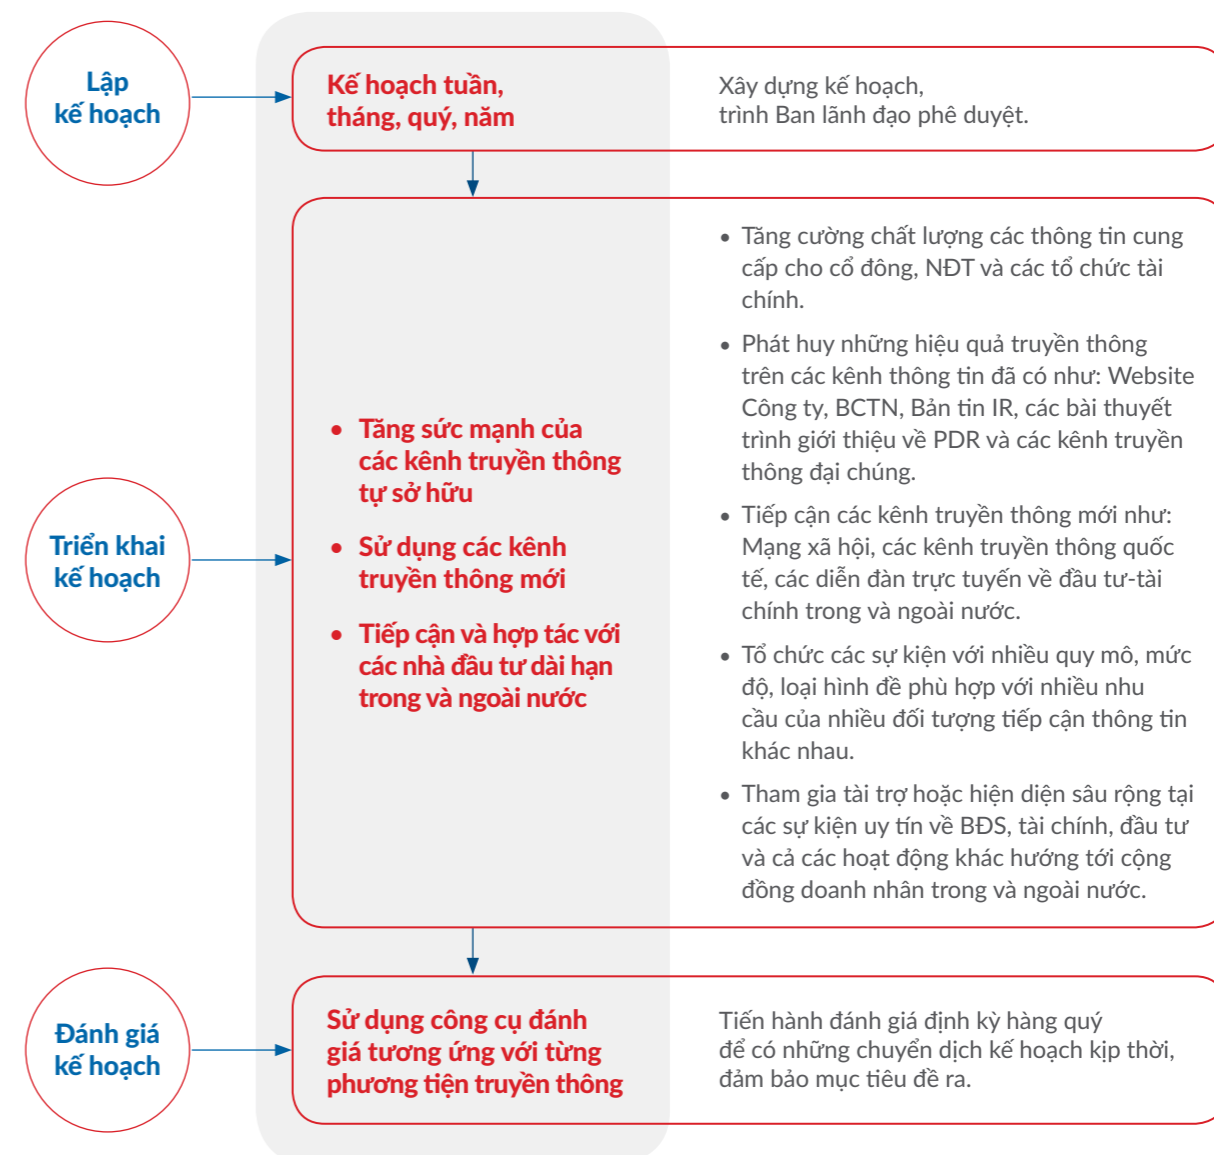 Lập
kế hoạch
Kế hoạch tuần,
tháng, quý, năm
Xây dựng kế hoạch,
trình Ban lãnh đạo phê duyệt.
Triển khai
kế hoạch
• Tăng sức mạnh của
các kênh truyền thông
tự sở hữu
• Sử dụng các kênh
truyền thông mới
• Tiếp cận và hợp tác với
các nhà đầu tư dài hạn
trong và ngoài nước
• Tăng cường chất lượng các thông tin cung
cấp cho cổ đông, NĐT và các tổ chức tài
chính.
• Phát huy những hiệu quả truyền thông
trên các kênh thông tin đã có như: Website
Công ty, BCTN, Bản tin IR, các bài thuyết
trình giới thiệu về PDR và các kênh truyền
thông đại chúng.
• Tiếp cận các kênh truyền thông mới như:
Mạng xã hội, các kênh truyền thông quốc
tế, các diễn đàn trực tuyến về đầu tư-tài
chính trong và ngoài nước.
• Tổ chức các sự kiện với nhiều quy mô, mức
độ, loại hình đề phù hợp với nhiều nhu
cầu của nhiều đối tượng tiếp cận thông tin
khác nhau.
• Tham gia tài trợ hoặc hiện diện sâu rộng tại
các sự kiện uy tín về BĐS, tài chính, đầu tư
và cả các hoạt động khác hướng tới cộng
đồng doanh nhân trong và ngoài nước.
Đánh giá
kế hoạch
Sử dụng công cụ đánh
giá tương ứng với từng
phương tiện truyền thông
Tiến hành đánh giá định kỳ hàng quý
để có những chuyển dịch kế hoạch kịp thời,
đảm bảo mục tiêu đề ra.